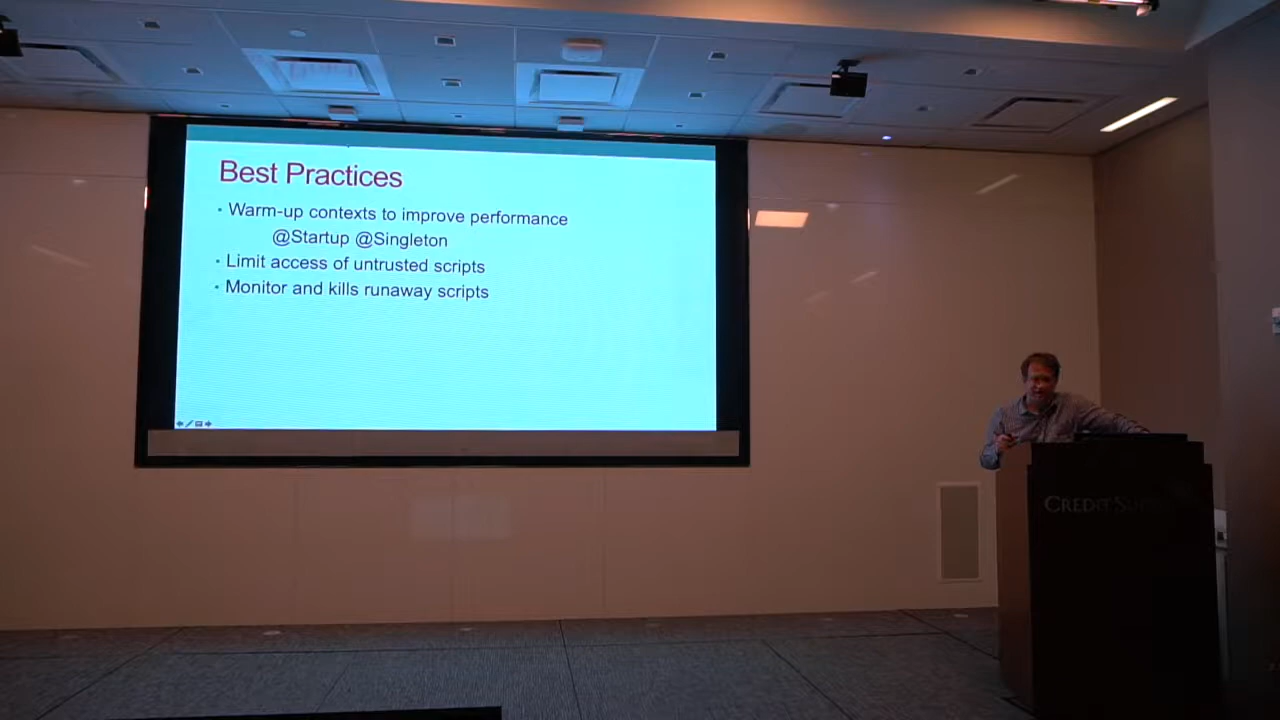 Best Practices
Warm-up contexts to improve performance
@Startup @Singleton
Limit access of untrusted scripts
Monitor and kills runaway scripts
CREDIT